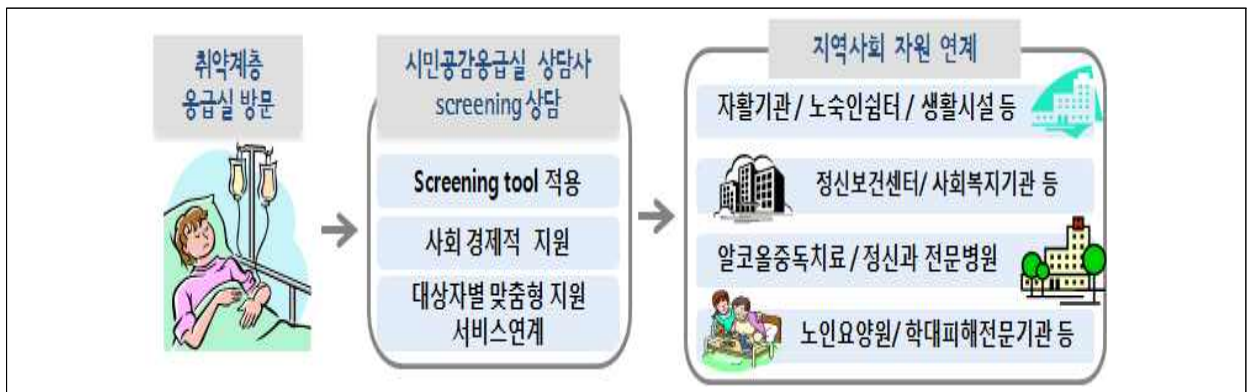 취약계층
응급실 방문
시민공감응급실 상담사
screening 상담
Screening tool 적용
사회 경제적 지원
대상자별 맞춤형 지원
서비스연계
지역사회 자원 연계
자활기관 / 노숙인쉼터 / 생활시설 등
정신보건센터/ 사회복지기관 등
알코올중독치료 / 정신과 전문병원
노인요양원/ 학대피해전문기관 등